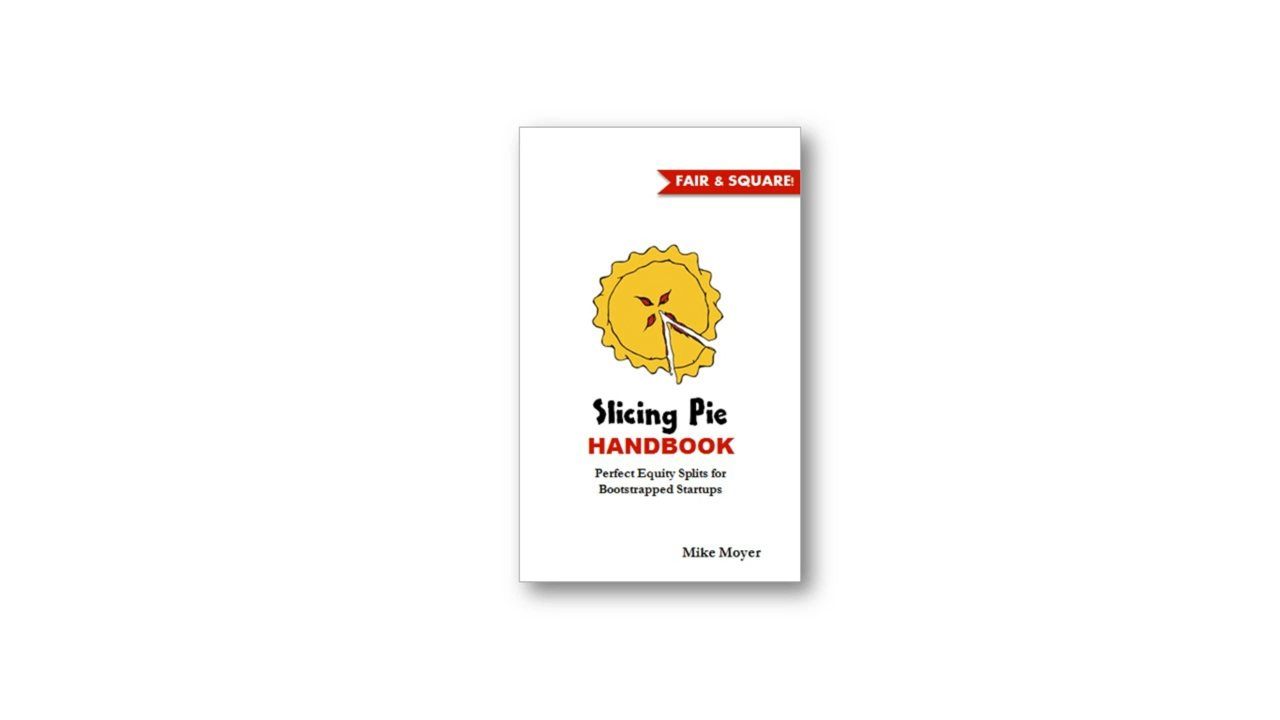 FAIR & SQUARE!
Slicing Pie
HANDBOOK
Perfect Equity Splits for
Bootstrapped Startups
Mike Moyer